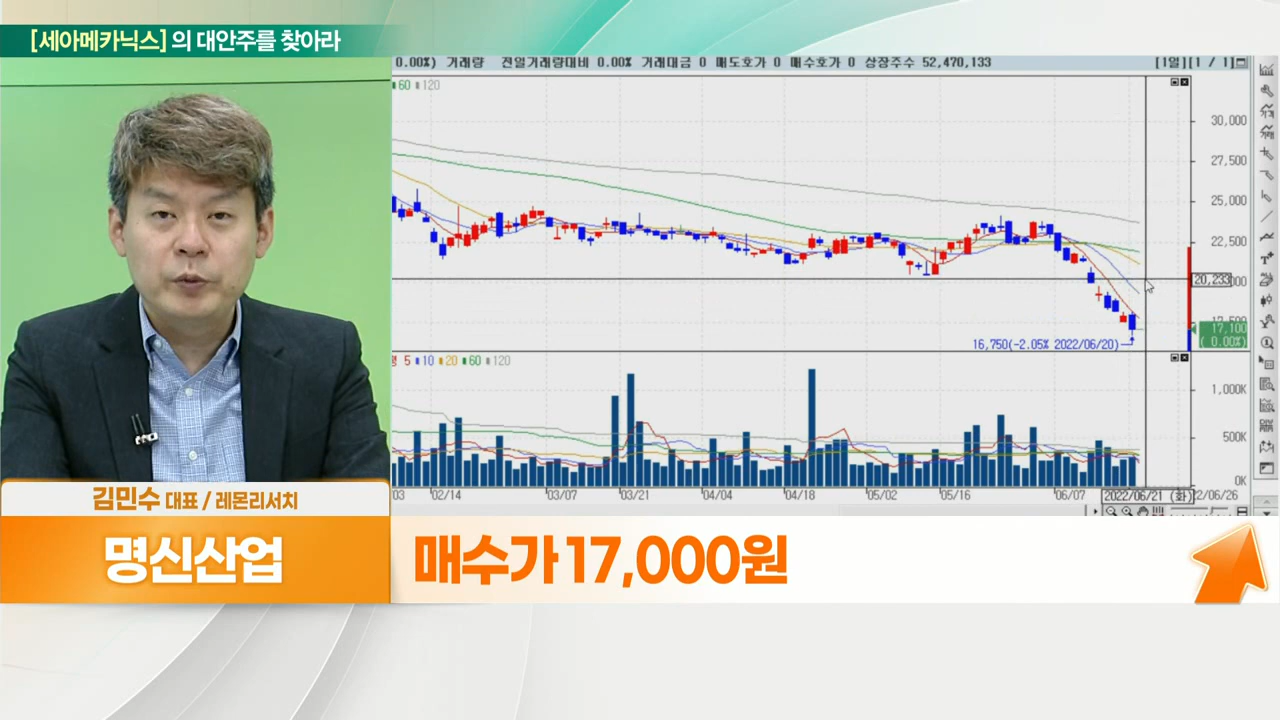 [세아메카닉스] 의 대안주를 찾아라
0.00%) 거래량 전일거래량대비 0.00% 거래대금 0 매도호가 0 매수호가 0 상장주수 52,470,133 [1일][1 / 1]
60 120
30,000
27,500
25,000
22,500
20,233
17,100
( 0.00%)
16,750(-2.05% 2022/06/20)
5 10 20 60 120
1,000K
500K
0K
03 02/14 03/07 03/21 04/04 04/18 05/02 05/16 06/07 2022/06/21 (화) 22/06/26
김민수 대표 / 레몬리서치
명신산업
매수가 17,000원